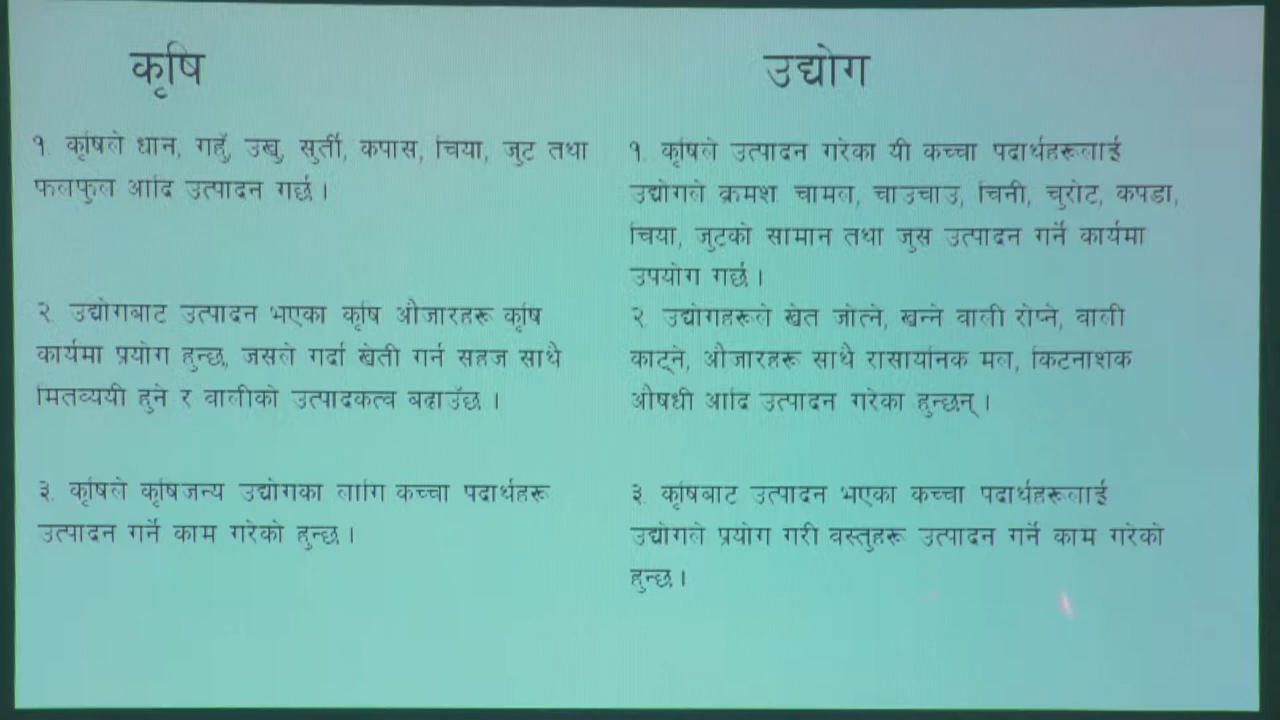 कृषि
१. कृषिले धान, गहुँ, उखु, सुर्ती, कपास, चिया, जुट तथा
फलफुल आदि उत्पादन गर्छ ।
२. उद्योगबाट उत्पादन भएका कृषि औजारहरू कृषि
कार्यमा प्रयोग हुन्छ, जसले गर्दा खेती गर्न सहज साथै
मितव्ययी हुने र वालीको उत्पादकत्व बढाउँछ ।
३. कृषिले कृषिजन्य उद्योगका लागि कच्चा पदार्थहरू
उत्पादन गर्ने काम गरेको हुन्छ ।
उद्योग
१. कृषिले उत्पादन गरेका यी कच्चा पदार्थहरूलाई
उद्योगले क्रमश: चामल, चाउचाउ, चिनी, चुरोट, कपडा,
चिया, जुटको सामान तथा जुस उत्पादन गर्ने कार्यमा
उपयोग गर्छ ।
२. उद्योगहरूले खेत जोत्ने, खन्ने वाली रोप्ने, वाली
काट्ने, औजारहरू साथै रासायनिक मल, किटनाशक
औषधी आदि उत्पादन गरेका हुन्छन् ।
३. कृषिबाट उत्पादन भएका कच्चा पदार्थहरूलाई
उद्योगले प्रयोग गरी वस्तुहरू उत्पादन गर्ने काम गरेको
हुन्छ ।